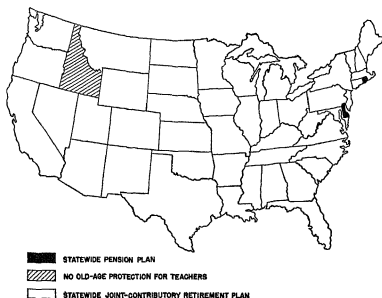 STATEWIDE PENSION PLAN
NO OLD-AGE PROTECTION FOR TEACHERS
STATEWIDE JOINT-CONTRIBUTORY RETIREMENT PLAN